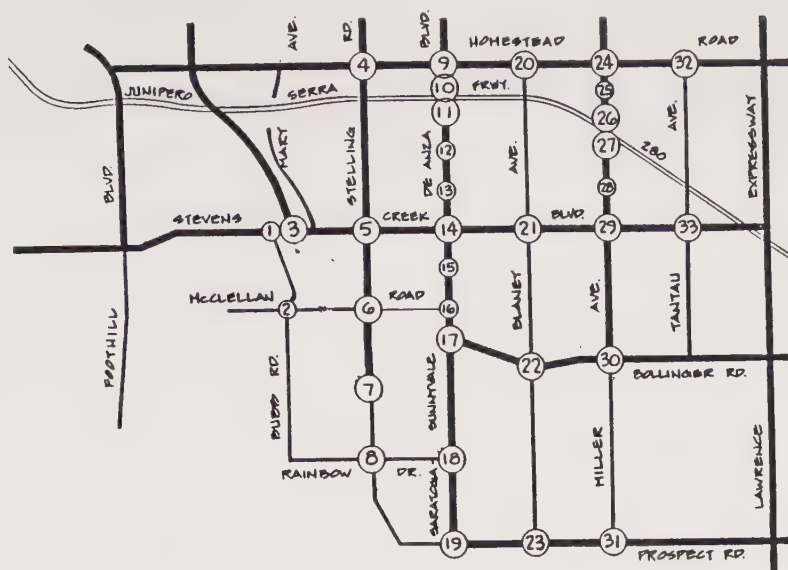 AVE.
RD.
BLVD.
HOMESTEAD
ROAD
4
9
20
24
32
JUNIPERO
SERRA
FRWY.
10
25
11
26
MARY
STELLING
DE ANZA
12
AVE.
27
280
AVE.
EXPRESSWAY
BLVD.
13
28
STEVENS
1
3
5
CREEK
14
21
BLVD.
29
33
15
McCLELLAN
2
6
ROAD
16
BLANEY
AVE.
TANTAU
FOOTHILL
17
22
30
BOLLINGER RD.
BUBB RD.
7
SUNNYVALE
8
18
RAINBOW
DR.
SARATOGA
MILLER
LAWRENCE
19
23
31
PROSPECT RD.